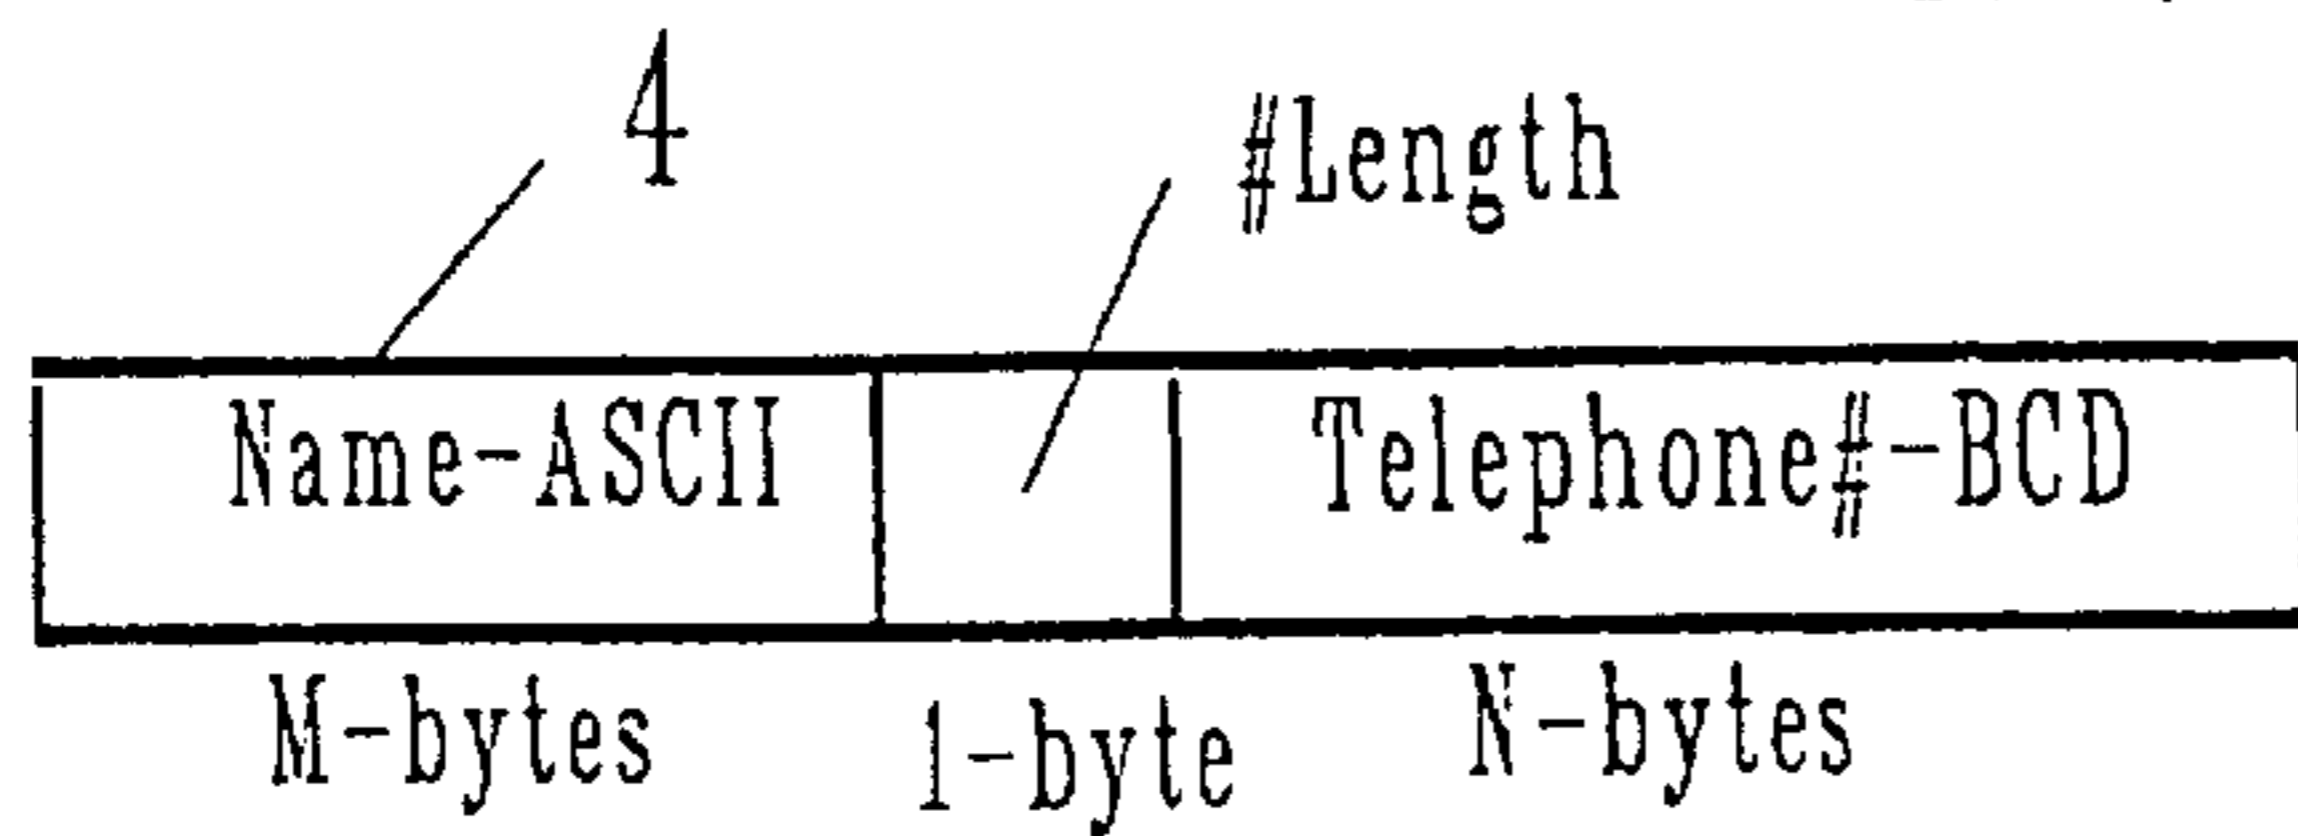 4
#Length
Name-ASCII
Telephone#-BCD
M-bytes
1-byte
N-bytes